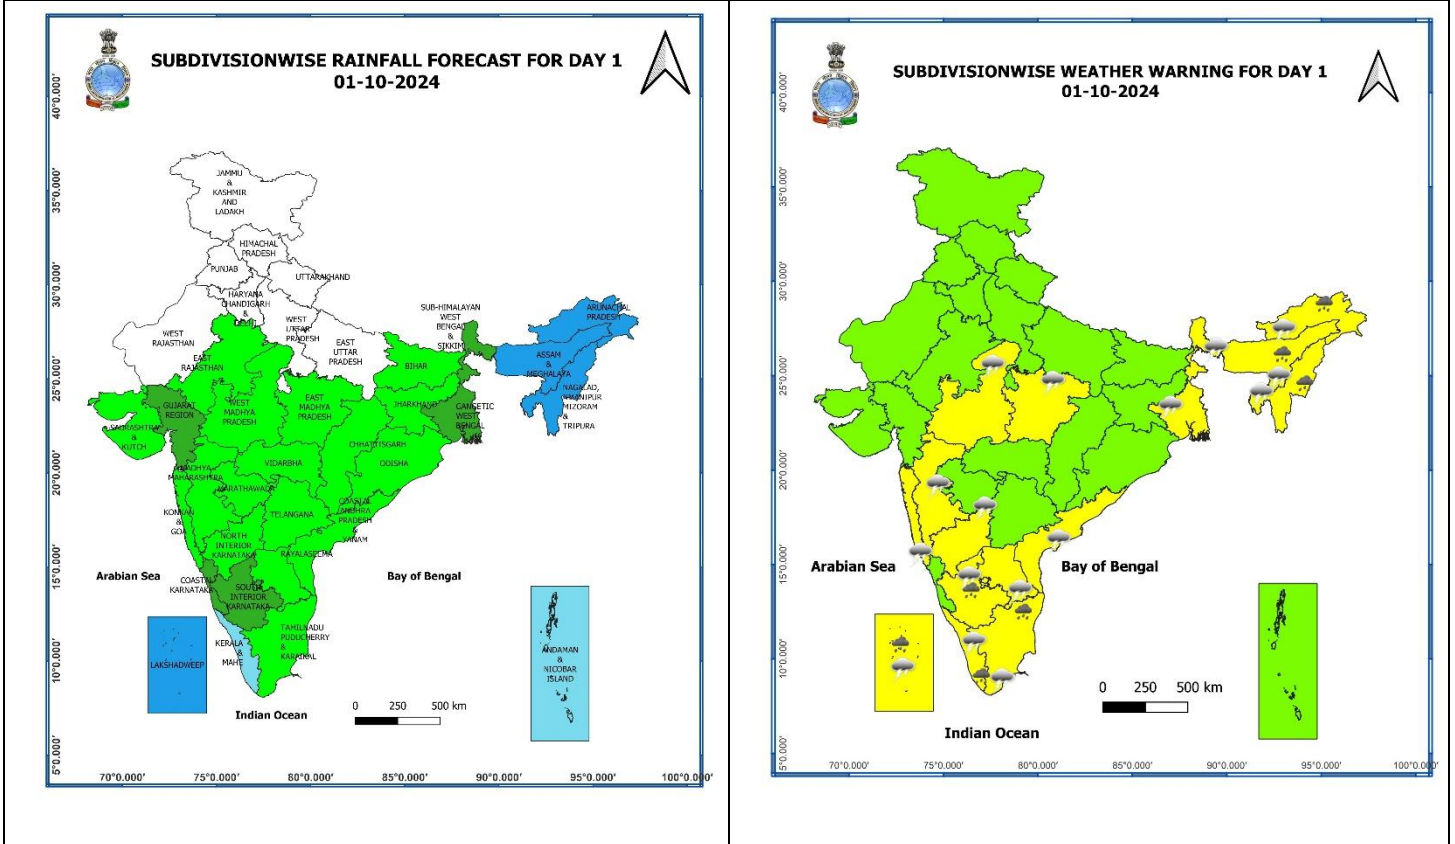 SUBDIVISIONWISE RAINFALL FORECAST FOR DAY 1
01-10-2024
40°0.000'
35°0.000'
30°0.000'
25°0.000'
20°0.000'
15°0.000'
10°0.000'
5°0.000'
JAMMU
&
KASHMIR
AND
LADAKH
HIMACHAL
PRADESH
PUNJAB
UTTARAKHAND
HARYANA
CHANDIGARH
&
DELHI
WEST
RAJASTHAN
WEST
UTTAR
PRADESH
EAST
UTTAR
PRADESH
SUB-HIMALAYAN
WEST
BENGAL
&
SIKKIM
ARUNACHAL
PRADESH
EAST
RAJASTHAN
BIHAR
ASSAM
&
MEGHALAYA
NAGALAD,
MANIPUR
MIZORAM
&
TRIPURA
GUJARAT
REGION
WEST
MADHYA
PRADESH
EAST
MADHYA
PRADESH
JHARKHAND
GANGETIC
WEST
BENGAL
SAURASHTRA
&
KUTCH
CHHATTISGARH
MADHYA
MAHARASHTRA
VIDARBHA
ODISHA
MARATHAWADA
KONKAN
&
GOA
TELANGANA
COASTAL
ANDHRA
PRADESH
&
YANAM
NORTH
INTERIOR
KARNATAKA
RAYALASEEMA
Arabian Sea
COASTAL
KARNATAKA
SOUTH
INTERIOR
KARNATAKA
Bay of Bengal
TAMILNADU
PUDUCHERRY
&
KARAIKAL
KERALA
&
MAHE
LAKSHADWEEP
ANDAMAN
&
NICOBAR
ISLAND
Indian Ocean
0 250 500 km
70°0.000' 75°0.000' 80°0.000' 85°0.000' 90°0.000' 95°0.000' 100°0.000'
SUBDIVISIONWISE WEATHER WARNING FOR DAY 1
01-10-2024
40°0.000'
35°0.000'
30°0.000'
25°0.000'
20°0.000'
15°0.000'
10°0.000'
5°0.000'
Arabian Sea
Bay of Bengal
Indian Ocean
0 250 500 km
70°0.000' 75°0.000' 80°0.000' 85°0.000' 90°0.000' 95°0.000' 100°0.000'